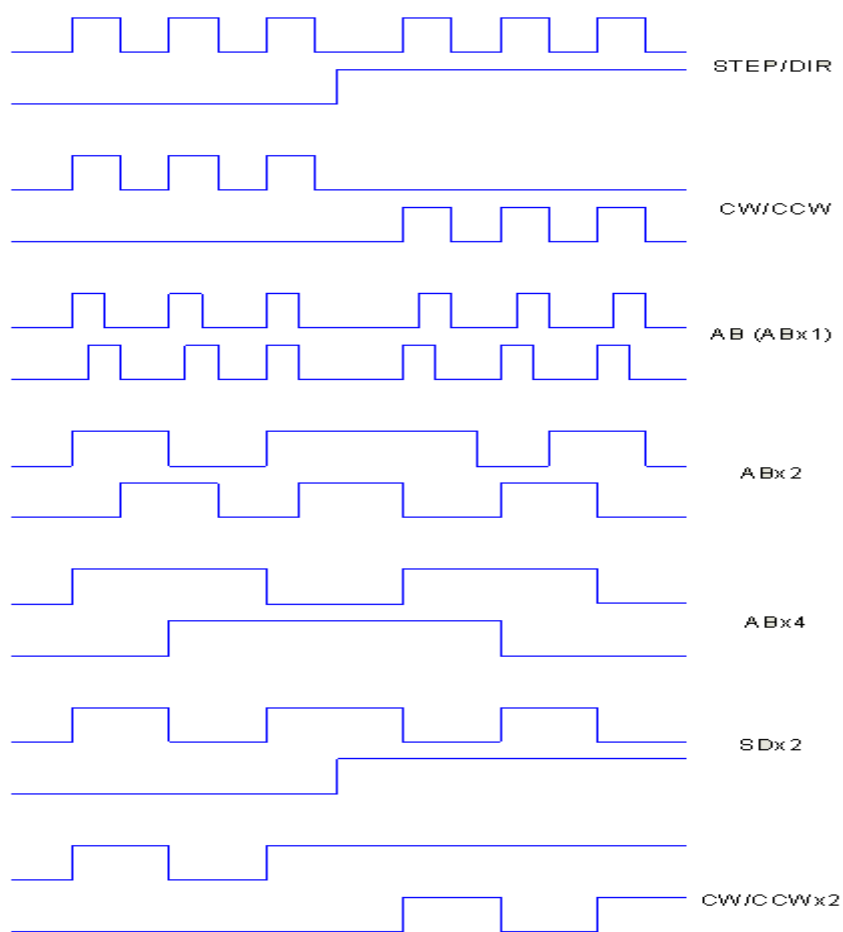 STEP/DIR
CW/CCW
AB (ABx1)
ABx2
ABx4
SDx2
CW/CCWx2